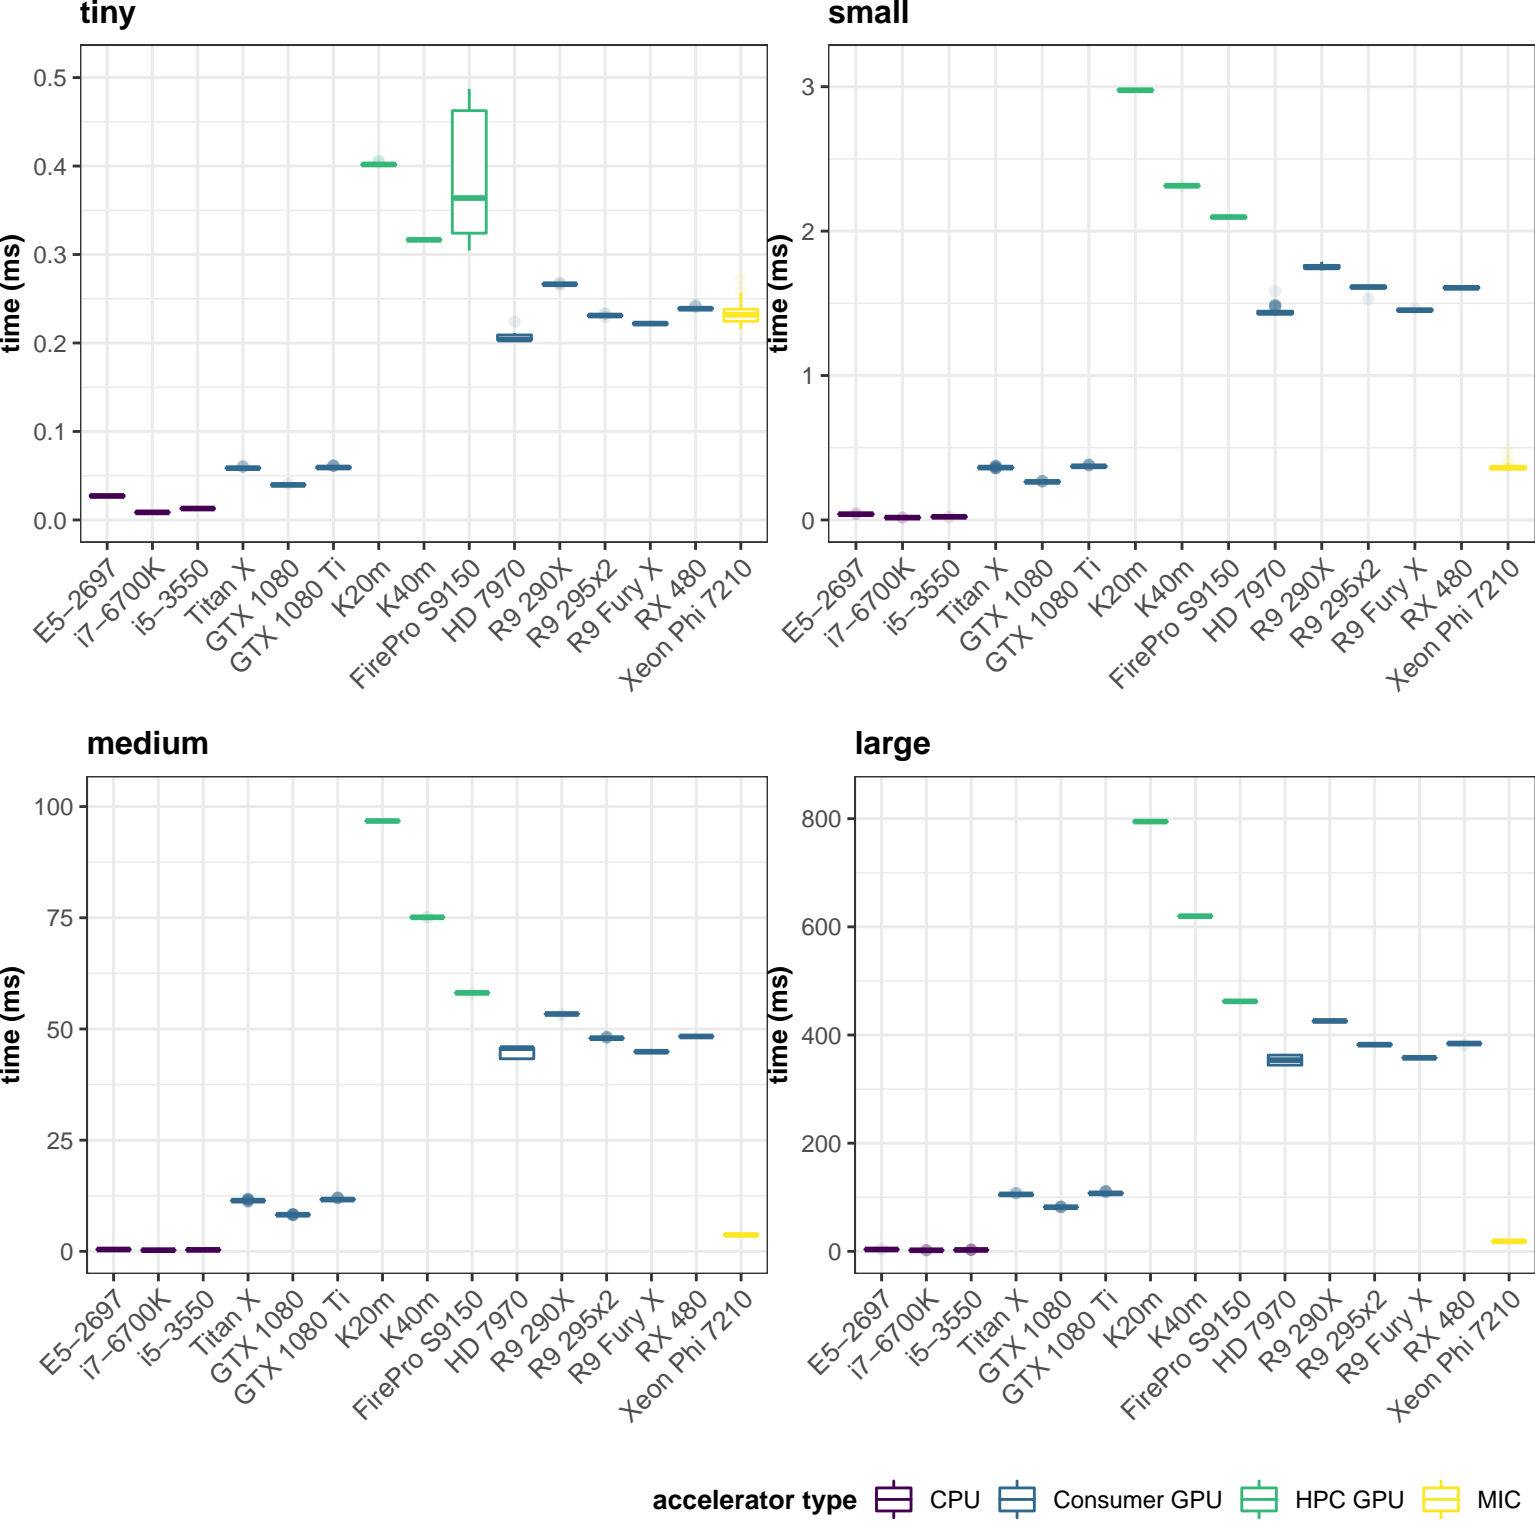 tiny
small
0.5
0.4
0.3
0.2
0.1
0.0
time (ms)
E5−2697
i7−6700K
i5−3550
Titan X
GTX 1080
GTX 1080 Ti
K20m
K40m
FirePro S9150
HD 7970
R9 290X
R9 295x2
R9 Fury X
RX 480
Xeon Phi 7210
3
2
1
0
time (ms)
E5−2697
i7−6700K
i5−3550
Titan X
GTX 1080
GTX 1080 Ti
K20m
K40m
FirePro S9150
HD 7970
R9 290X
R9 295x2
R9 Fury X
RX 480
Xeon Phi 7210
medium
large
100
75
50
25
0
time (ms)
E5−2697
i7−6700K
i5−3550
Titan X
GTX 1080
GTX 1080 Ti
K20m
K40m
FirePro S9150
HD 7970
R9 290X
R9 295x2
R9 Fury X
RX 480
Xeon Phi 7210
800
600
400
200
0
time (ms)
E5−2697
i7−6700K
i5−3550
Titan X
GTX 1080
GTX 1080 Ti
K20m
K40m
FirePro S9150
HD 7970
R9 290X
R9 295x2
R9 Fury X
RX 480
Xeon Phi 7210
accelerator type CPU Consumer GPU HPC GPU MIC